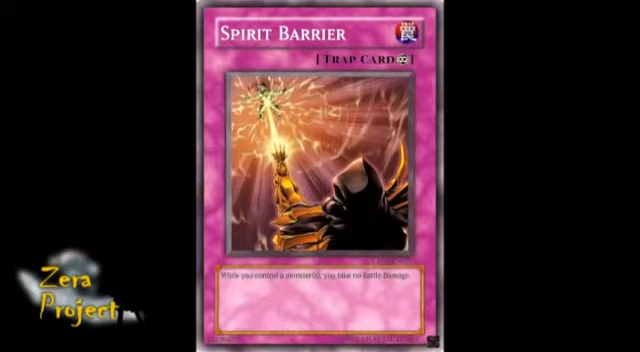 Spirit Barrier
[Trap Card]
While you control a monster(s), you take no Battle Damage.
Zera
Project